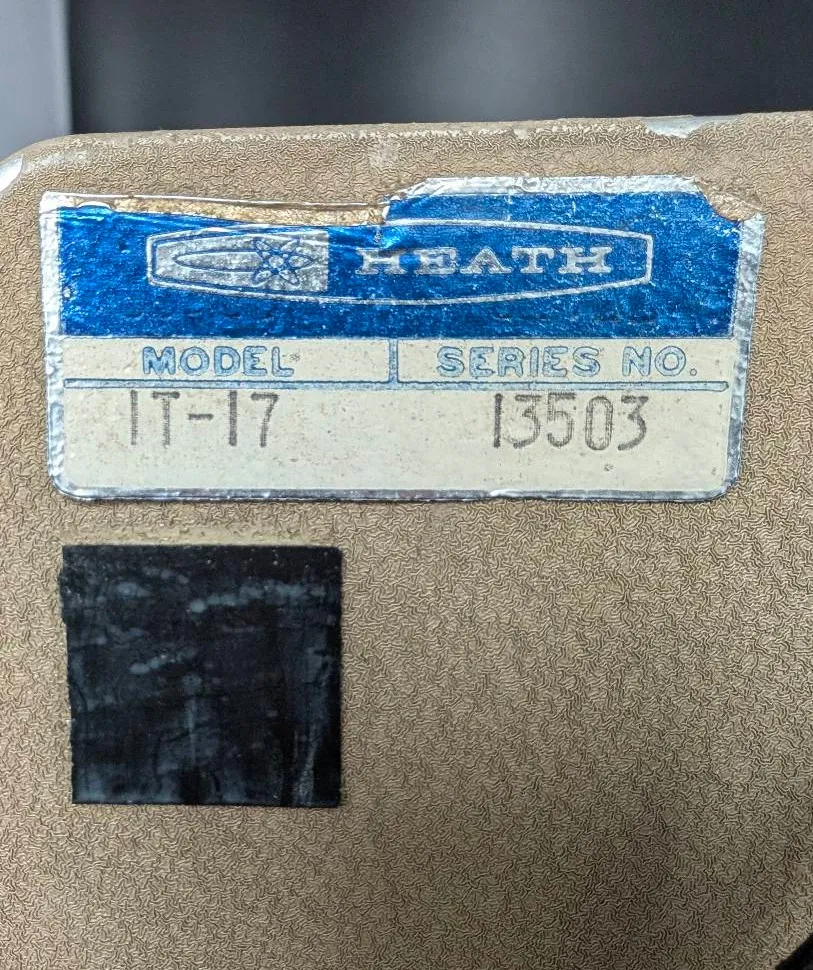 HEATH
MODEL SERIES NO.
IT-17 13503